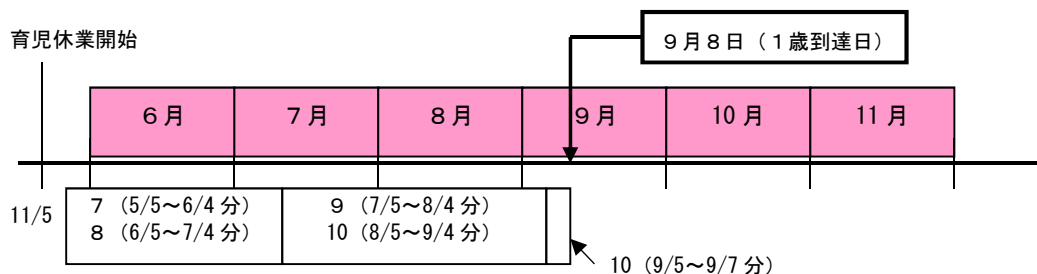 育児休業開始
９月８日（１歳到達日）
６月
７月
８月
９月
10月
11月
11/5
７（5/5～6/4 分）
８（6/5～7/4 分）
９（7/5～8/4 分）
10（8/5～9/4 分）
10（9/5～9/7 分）